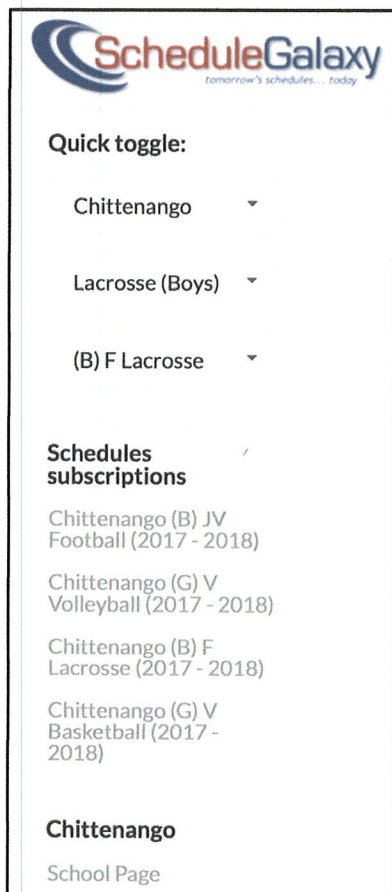 ScheduleGalaxy
tomorrow's schedules... today
Quick toggle:
Chittenango
Lacrosse (Boys)
(B) F Lacrosse
Schedules
subscriptions
Chittenango (B) JV
Football (2017 - 2018)
Chittenango (G) V
Volleyball (2017 - 2018)
Chittenango (B) F
Lacrosse (2017 - 2018)
Chittenango (G) V
Basketball (2017 -
2018)
Chittenango
School Page